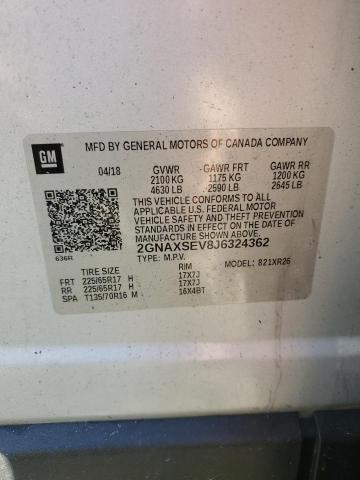 GM
MFD BY GENERAL MOTORS OF CANADA COMPANY
04/18 GVWR GAWR FRT GAWR RR
2100 KG 1175 KG 1200 KG
4630 LB 2590 LB 2645 LB
THIS VEHICLE CONFORMS TO ALL APPLICABLE
U.S. FEDERAL MOTOR VEHICLE SAFETY, BUMPER,
AND THEFT PREVENTION STANDARDS IN
EFFECT ON THE DATE OF MANUFACTURE
SHOWN ABOVE.
2GNAXSEV8J6324362
636R TYPE: M.P.V. MODEL: 821XR26
TIRE SIZE RIM
FRT 225/65R17 H 17X7J
RR 225/65R17 H 17X7J
SPA T135/70R16 M 16X4BT